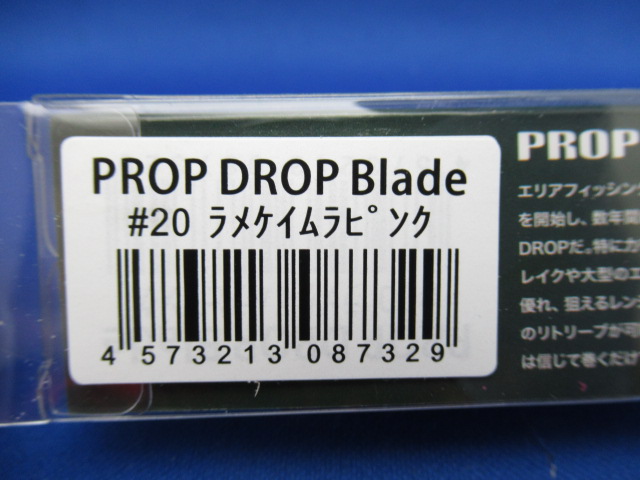 PROP DROP Blade
#20 ﾗﾒｹｲﾑﾗﾋﾟﾝｸ
4 573213 087329
PROP
エリアフィッシン
を開始し、数年
DROPだ。特に
レイクや大型のエ
優れ、狙えるレン
のリトリーブが
は信じて巻くだけ